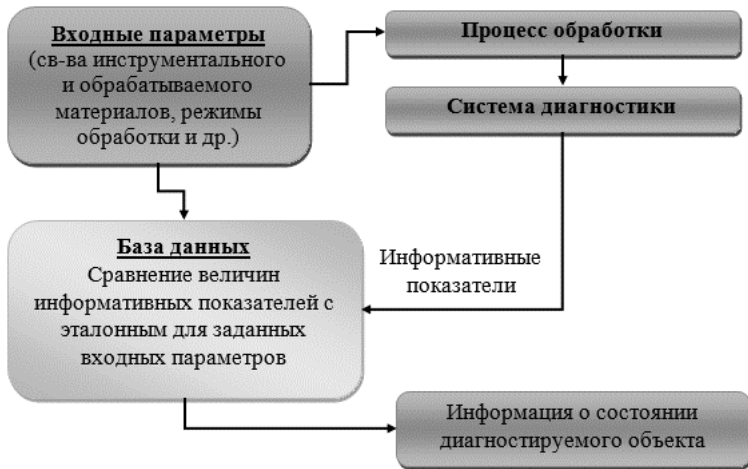 Входные параметры
(св-ва инструментального
и обрабатываемого
материалов, режимы
обработки и др.)
Процесс обработки
Система диагностики
База данных
Сравнение величин
информативных показателей с
эталонным для заданных
входных параметров
Информативные
показатели
Информация о состоянии
диагностируемого объекта